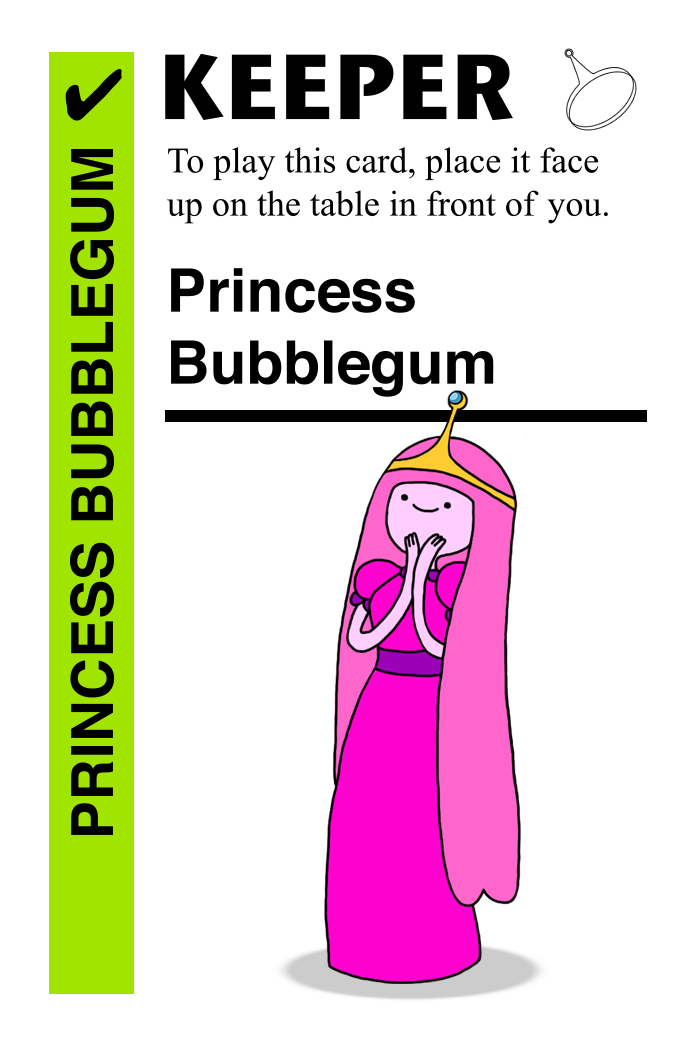 KEEPER
To play this card, place it face
up on the table in front of you.
Princess
Bubblegum
PRINCESS BUBBLEGUM